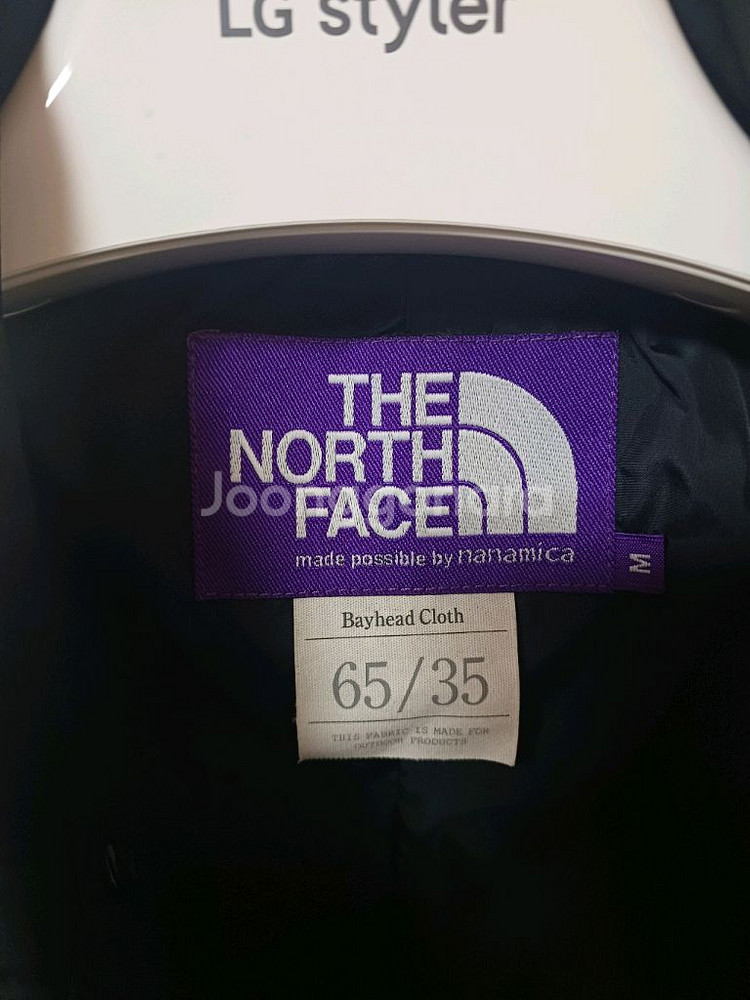 LG styler
THE
NORTH
FACE
Joonggonara
made possible by nanamica
M
Bayhead Cloth
65/35
THIS FABRIC IS MADE FOR
OUTDOOR PRODUCTS